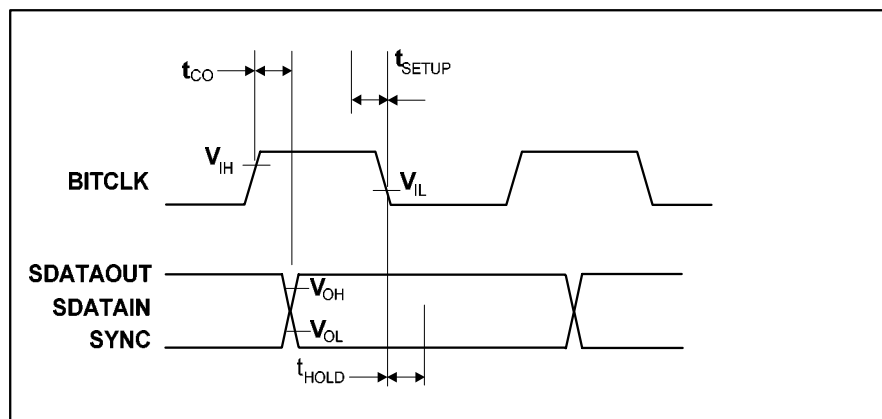 tCO
tSETUP
VIH
BITCLK
VIL
SDATAOUT
VOH
SDATAIN
SYNC
VOL
tHOLD